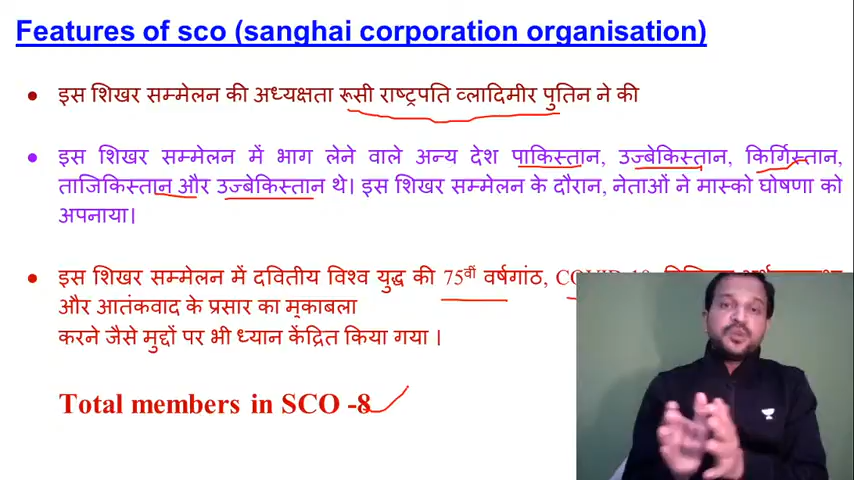 Features of sco (sanghai corporation organisation)
● इस शिखर सम्मेलन की अध्यक्षता रूसी राष्ट्रपति व्लादिमीर पुतिन ने की
● इस शिखर सम्मेलन में भाग लेने वाले अन्य देश पाकिस्तान, उज्बेकिस्तान, किर्गिस्तान,
ताजिकिस्तान और उज्बेकिस्तान थे। इस शिखर सम्मेलन के दौरान, नेताओं ने मास्को घोषणा को
अपनाया।
● इस शिखर सम्मेलन में दवितीय विश्व युद्ध की 75वीं वर्षगांठ,
और आतंकवाद के प्रसार का मुकाबला
करने जैसे मुद्दों पर भी ध्यान केंद्रित किया गया ।
Total members in SCO -8